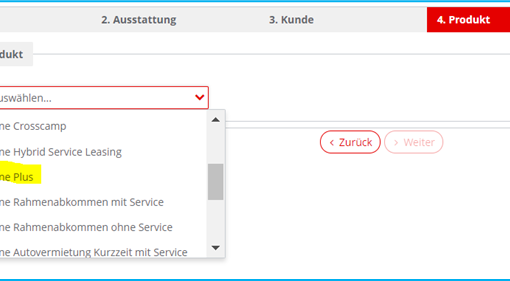 2. Ausstattung 3. Kunde 4. Produkt
dukt
uswählen...
ne Crosscamp
ne Hybrid Service Leasing
Zurück Weiter
ne Plus
ne Rahmenabkommen mit Service
ne Rahmenabkommen ohne Service
ne Autovermietung Kurzzeit mit Service